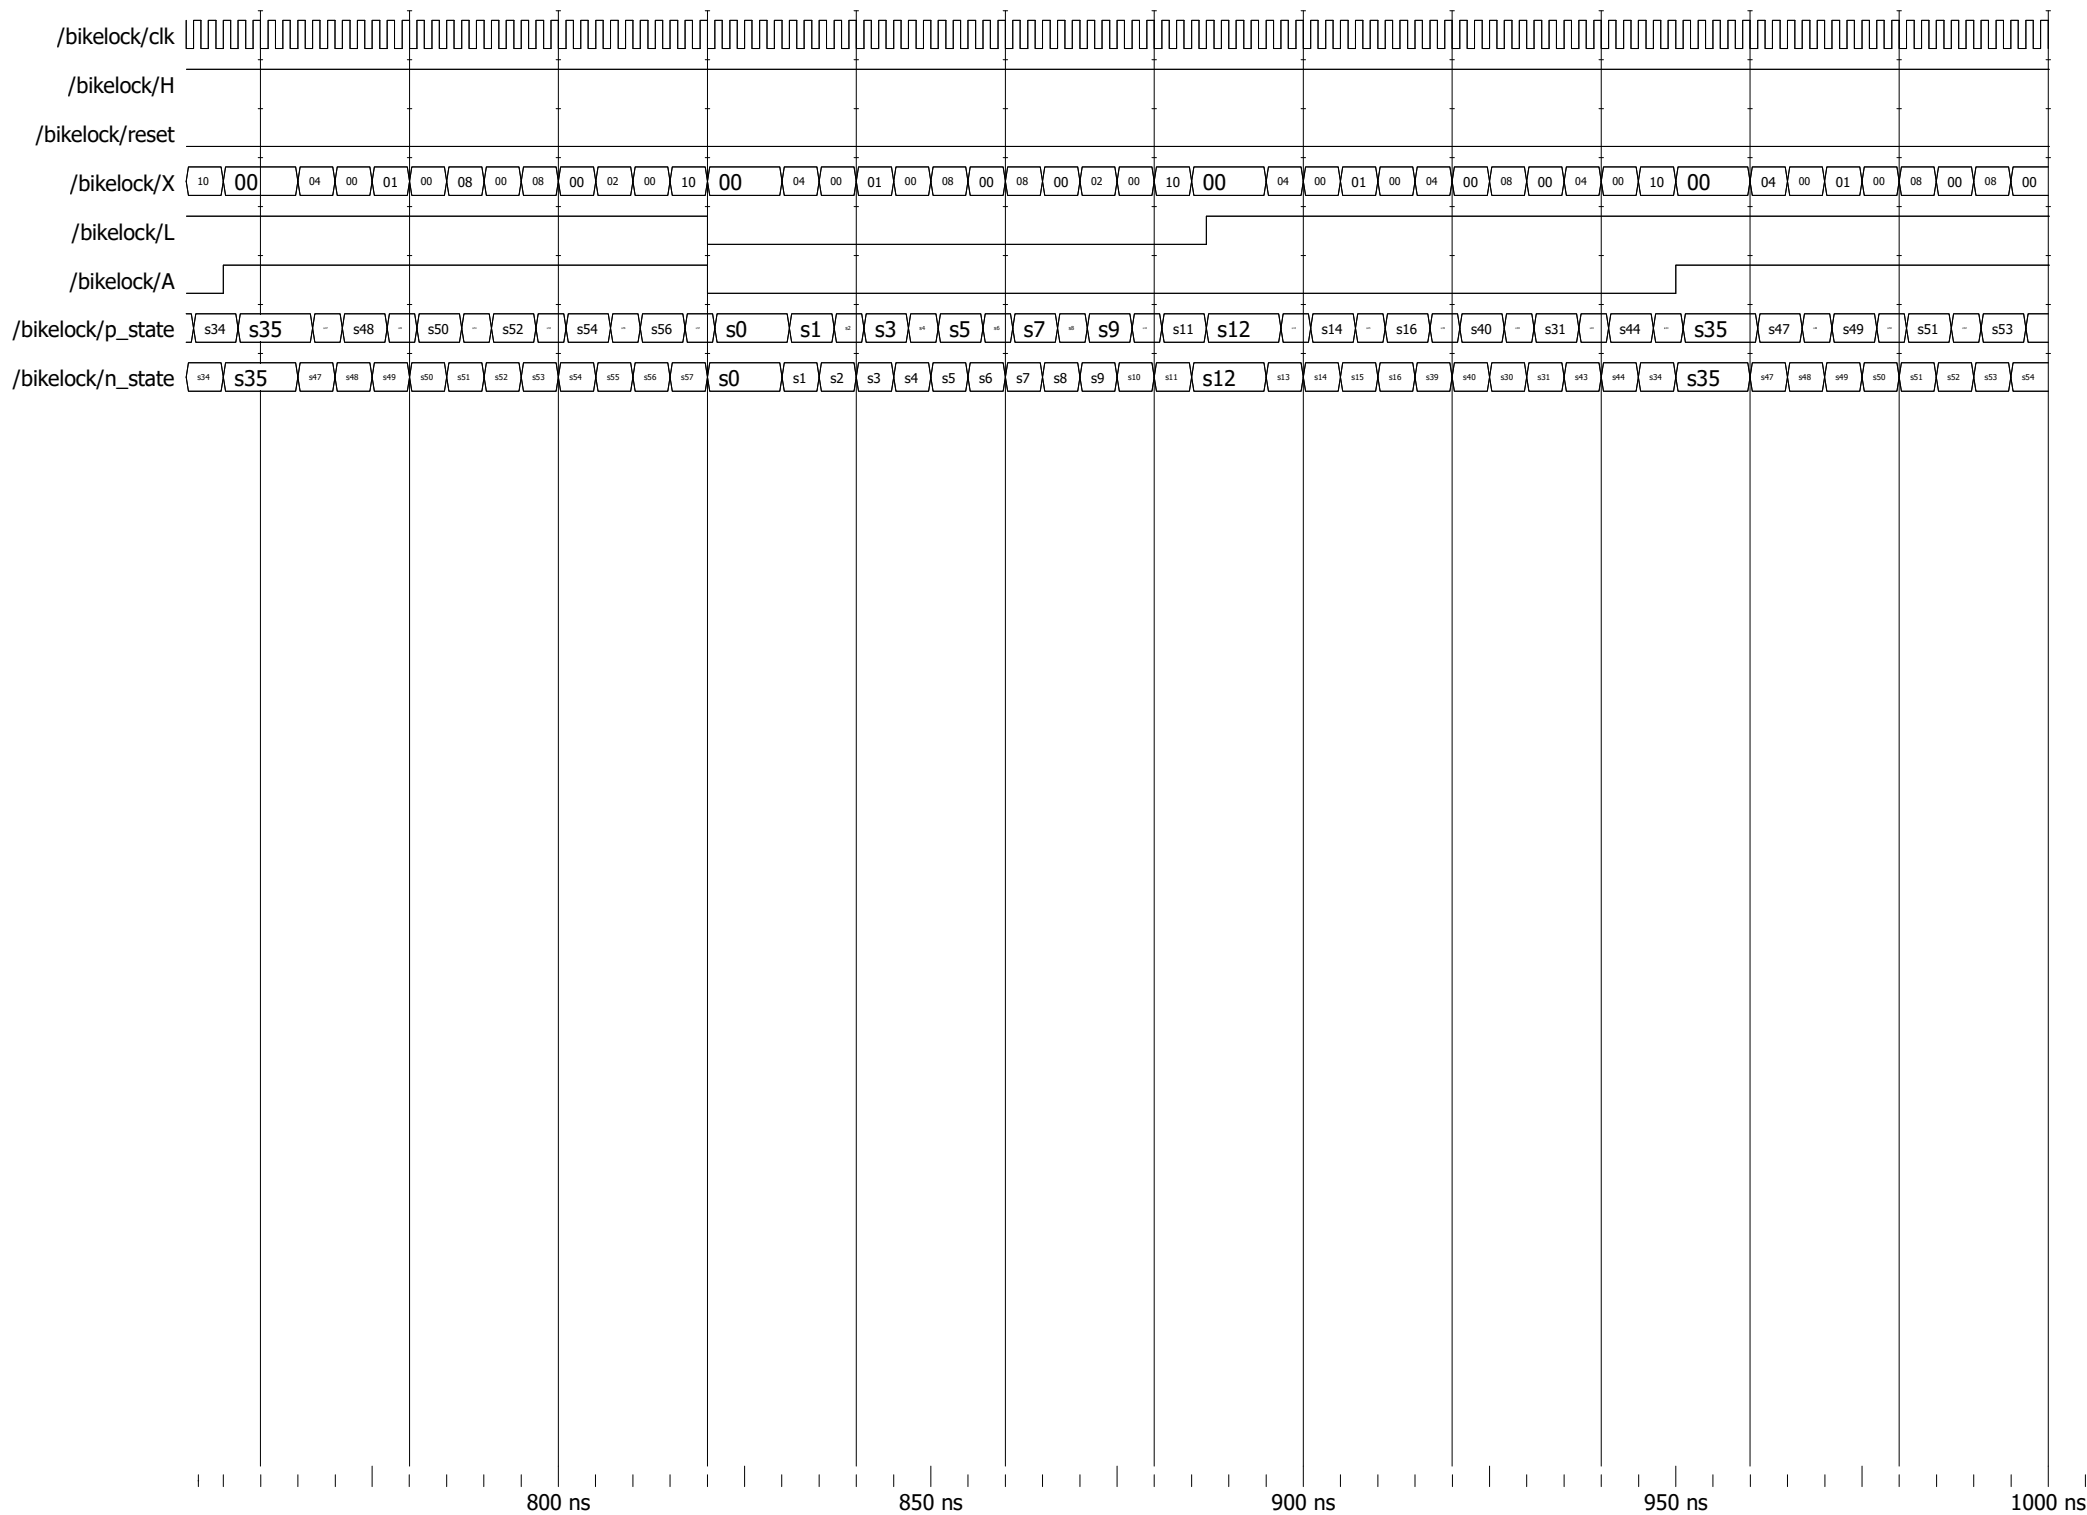 /bikelock/clk
/bikelock/H
/bikelock/reset
/bikelock/X 10 00 04 00 01 00 08 00 08 00 02 00 10 00 04 00 01 00 08 00 08 00 02 00 10 00 04 00 01 00 04 00 08 00 04 00 10 00 04 00 01 00 08 00 08 00
/bikelock/L
/bikelock/A
/bikelock/p_state s34 s35 s48 s50 s52 s54 s56 s0 s1 s2 s3 s4 s5 s6 s7 s8 s9 s11 s12 s14 s16 s40 s31 s44 s35 s47 s49 s51 s53
/bikelock/n_state s34 s35 s47 s48 s49 s50 s51 s52 s53 s54 s55 s56 s57 s0 s1 s2 s3 s4 s5 s6 s7 s8 s9 s10 s11 s12 s13 s14 s15 s16 s39 s40 s30 s31 s43 s44 s34 s35 s47 s48 s49 s50 s51 s52 s53 s54
800 ns 850 ns 900 ns 950 ns 1000 ns